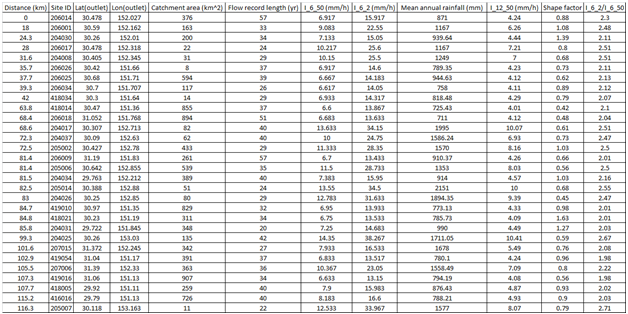 Distance (km) Site ID Lat(outlet) Lon(outlet) Catchment area (km^2) Flow record length (yr) I_6_50 (mm/h) I_6_2 (mm/h) Mean annual rainfall (mm) I_12_50 (mm/h) Shape factor I_6_2/I_6_50
0 206014 30.478 152.027 376 57 6.917 15.917 871 4.24 0.88 2.3
18 206001 30.59 152.162 163 33 9.083 22.55 1167 6.26 1.08 2.48
24.3 204030 30.26 152.01 200 34 7.133 15.05 939.64 4.44 1.39 2.11
28 206017 30.478 152.338 22 24 10.217 25.6 1167 7.21 0.8 2.51
31.6 204008 30.405 152.345 31 29 10.15 25.5 1249 7 0.68 2.51
35.7 206026 30.42 151.66 8 37 6.917 14.6 789.35 4.23 0.73 2.11
37.7 206025 30.68 151.71 594 39 6.667 14.183 944.63 4.12 0.62 2.13
39.3 206034 30.7 151.707 117 26 6.617 14.05 758 4.11 0.89 2.12
42 418034 30.3 151.64 14 29 6.933 14.317 818.48 4.29 0.79 2.07
63.8 418014 30.47 151.36 855 37 6.6 13.867 725.43 4.01 0.42 2.1
68.4 206018 31.052 151.768 894 51 6.683 13.633 711 4.12 0.48 2.04
68.6 204017 30.307 152.713 82 40 13.633 34.15 1995 10.07 0.61 2.51
72.3 204037 30.09 152.63 62 40 10 24.75 1586.24 6.93 0.73 2.47
72.5 205002 30.427 152.78 433 29 11.333 28.35 1570 8.16 1.03 2.5
81.4 206009 31.19 151.83 261 57 6.7 13.433 910.37 4.26 0.66 2.01
81.4 205006 30.642 152.855 539 35 11.5 28.733 1353 8.03 0.56 2.5
81.5 204034 29.763 152.212 389 40 7.383 15.95 914 4.57 1.03 2.16
82.4 205014 30.388 152.88 51 24 13.55 34.5 2151 10 0.88 2.55
83 204026 30.25 152.85 80 29 12.783 31.633 1894.35 9.39 0.45 2.47
84.7 419010 30.97 151.35 829 32 6.95 13.933 773.13 4.33 0.98 2.01
84.8 418021 30.23 151.19 311 34 6.75 13.533 785.73 4.09 1.63 2.01
85.8 204031 29.722 151.845 348 20 7.25 14.683 990 4.49 1.27 2.03
99.3 204025 30.26 153.03 135 42 14.35 38.267 1711.05 10.41 0.59 2.67
101.6 207015 31.372 152.245 342 27 7.933 16.533 1678 5.49 0.76 2.08
102.9 419054 31.04 151.17 391 37 6.833 13.517 780.1 4.24 0.96 1.98
105.5 207006 31.39 152.33 363 36 10.367 23.05 1558.49 7.09 0.8 2.22
107.3 419016 31.06 151.13 907 34 6.633 13.15 794.19 4.08 0.56 1.98
107.7 418005 29.92 151.11 259 40 7.9 15.983 876.43 4.87 0.93 2.02
115.2 416016 29.79 151.13 726 40 8.183 16.6 788.21 4.93 0.9 2.03
116.3 205007 30.118 153.163 11 22 12.533 33.967 1577 8.07 0.79 2.71